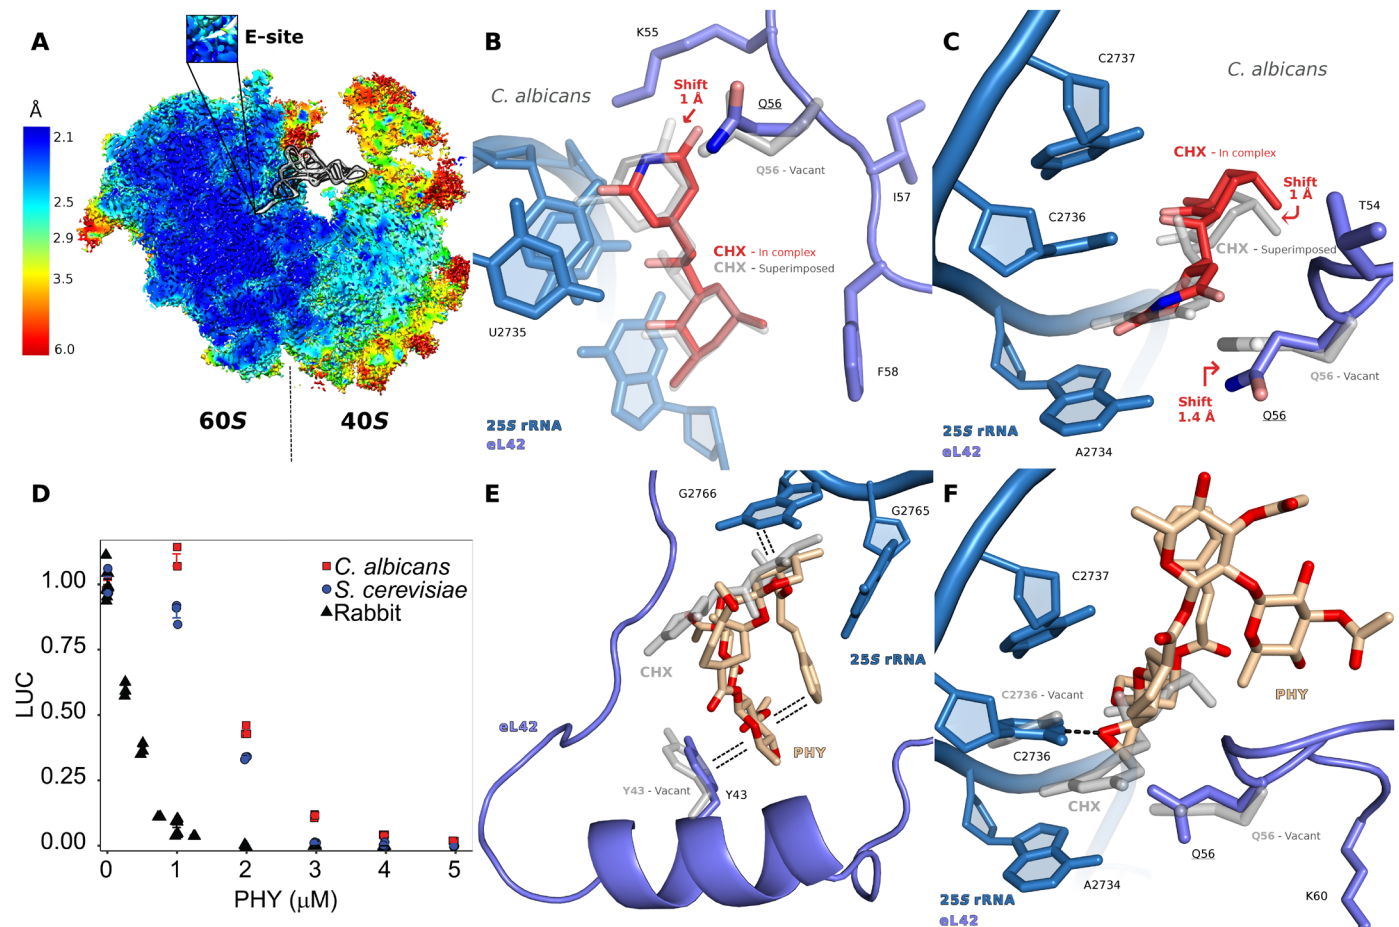 A
E-site
Å
2.1
2.5
2.9
3.5
6.0
60S
40S
B
C. albicans
K55
Shift
1 Å
Q56
Q56 - Vacant
I57
CHX - In complex
CHX - Superimposed
U2735
F58
25S rRNA
eL42
C
C. albicans
C2737
CHX - In complex
Shift
1 Å
T54
C2736
CHX - Superimposed
Q56 - Vacant
Shift
1.4 Å
Q56
25S rRNA
eL42
A2734
D
C. albicans
S. cerevisiae
Rabbit
LUC
1.00
0.75
0.50
0.25
0.00
0
1
2
3
4
5
PHY (μM)
E
G2766
G2765
25S rRNA
CHX
eL42
PHY
Y43 - Vacant
Y43
F
C2737
C2736 - Vacant
PHY
C2736
CHX
Q56 - Vacant
Q56
A2734
K60
25S rRNA
eL42